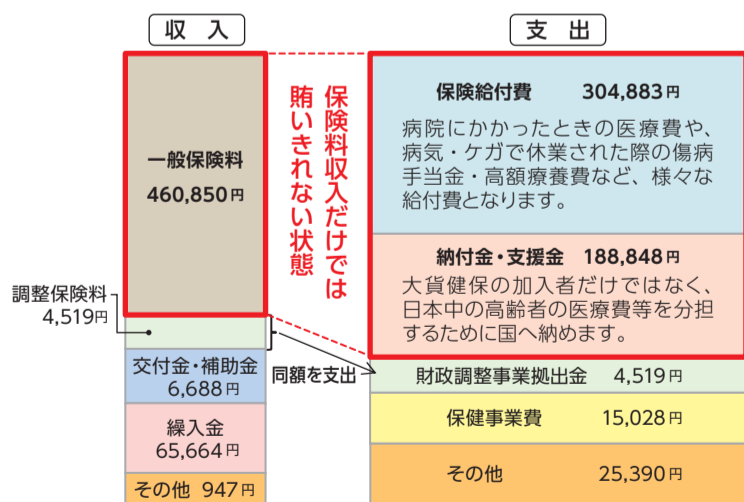 収入
一般保険料
460,850円
調整保険料
4,519円
交付金・補助金
6,688円
繰入金
65,664円
その他 947円
保険料収入だけでは
賄いきれない状態
同額を支出
支出
保険給付費 304,883円
病院にかかったときの医療費や、
病気・ケガで休業された際の傷病
手当金・高額療養費など、様々な
給付費となります。
納付金・支援金 188,848円
大貨健保の加入者だけではなく、
日本中の高齢者の医療費等を分担
するために国へ納めます。
財政調整事業拠出金 4,519円
保健事業費 15,028円
その他 25,390円